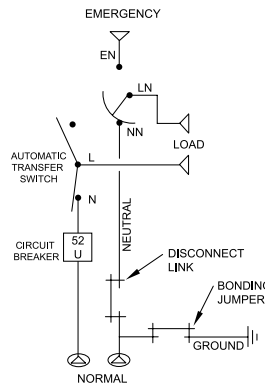 EMERGENCY
EN
LN
LOAD
NN
AUTOMATIC
TRANSFER
SWITCH
L
N
NEUTRAL
CIRCUIT
BREAKER
52
U
DISCONNECT
LINK
BONDING
JUMPER
GROUND
NORMAL